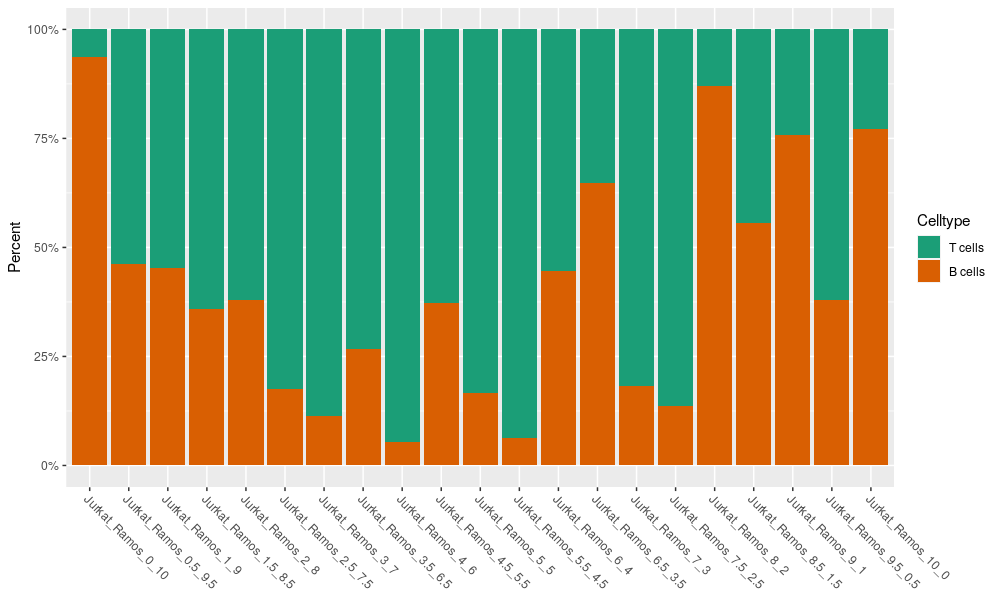 100%
75%
50%
25%
0%
Percent
Jurkat_Ramos_0_10
Jurkat_Ramos_0.5_9.5
Jurkat_Ramos_1_9
Jurkat_Ramos_1.5_8.5
Jurkat_Ramos_2_8
Jurkat_Ramos_2.5_7.5
Jurkat_Ramos_3_7
Jurkat_Ramos_3.5_6.5
Jurkat_Ramos_4_6
Jurkat_Ramos_4.5_5.5
Jurkat_Ramos_5_5
Jurkat_Ramos_5.5_4.5
Jurkat_Ramos_6_4
Jurkat_Ramos_6.5_3.5
Jurkat_Ramos_7_3
Jurkat_Ramos_7.5_2.5
Jurkat_Ramos_8_2
Jurkat_Ramos_8.5_1.5
Jurkat_Ramos_9_1
Jurkat_Ramos_9.5_0.5
Jurkat_Ramos_10_0
Celltype
T cells
B cells